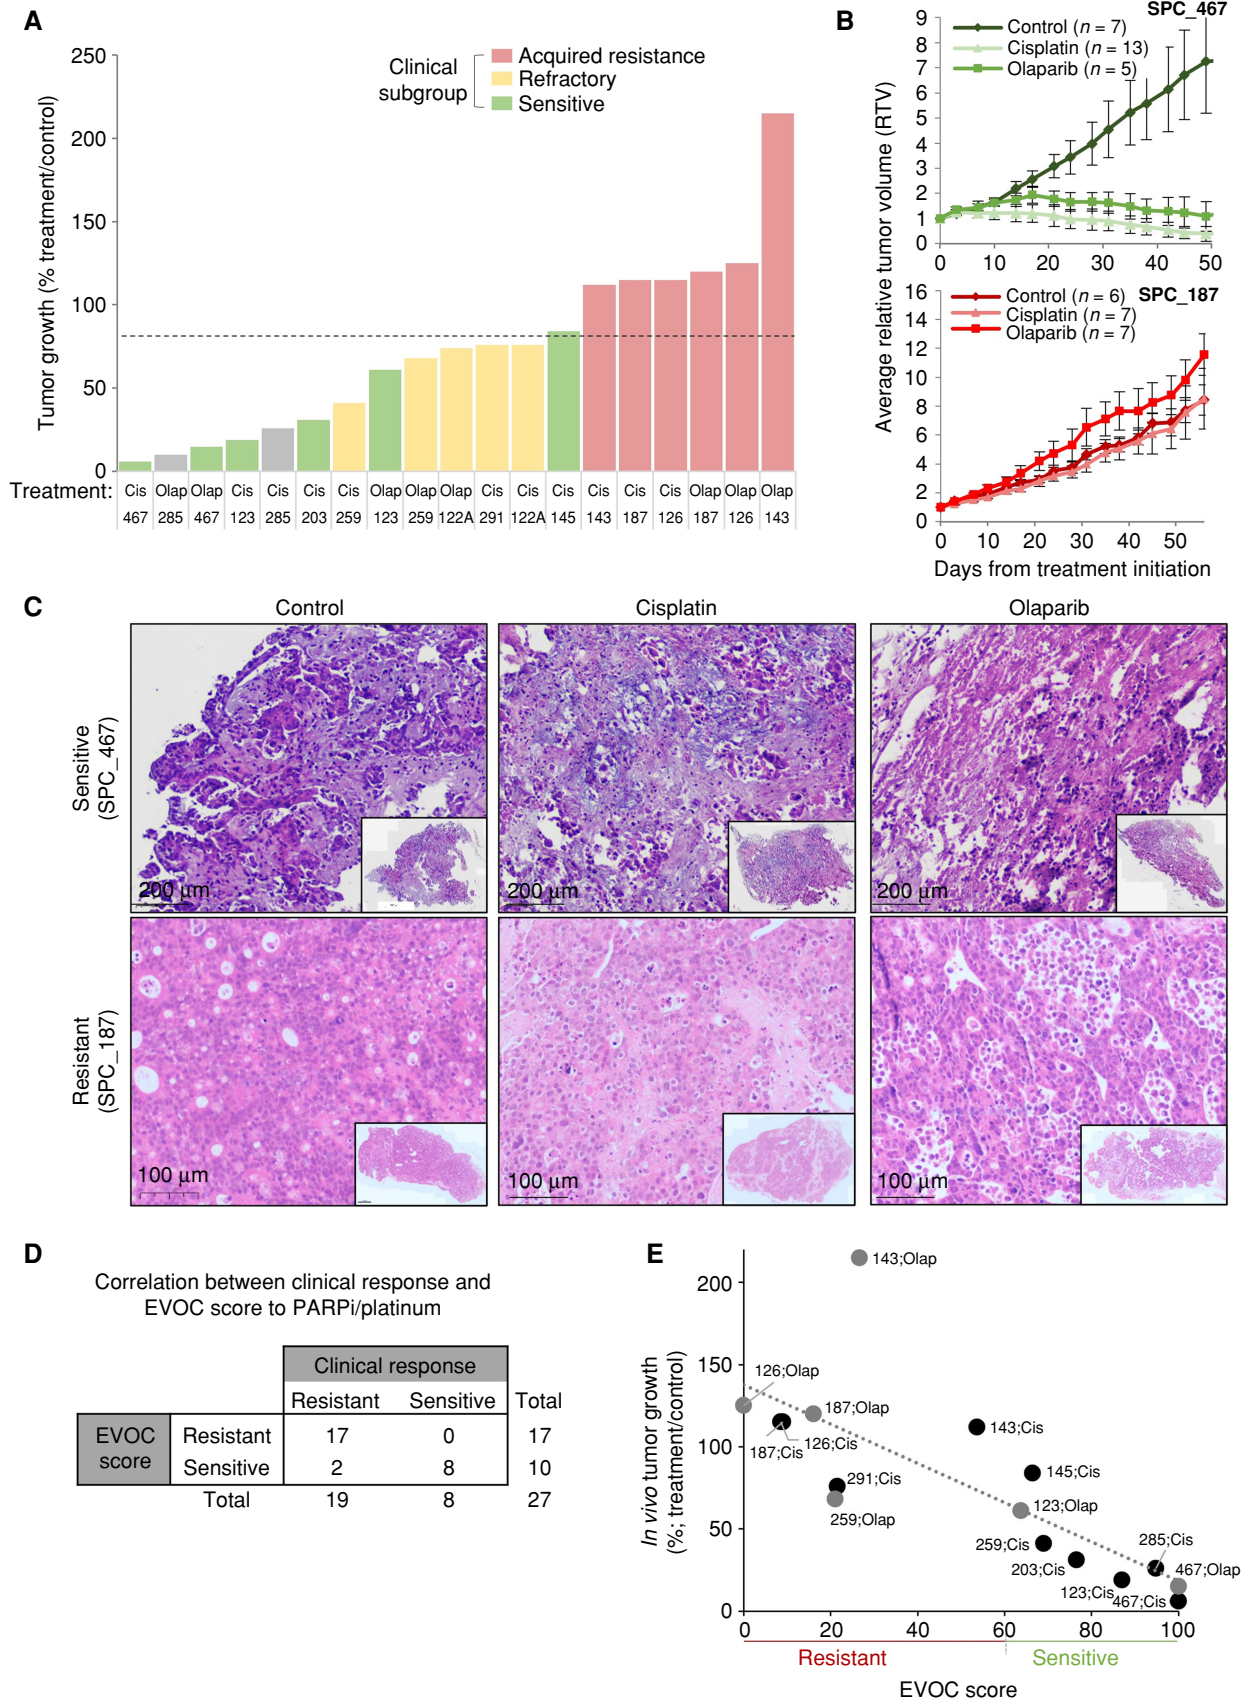 A
Tumor growth (% treatment/control)
250
200
150
100
50
0
Clinical
subgroup
Acquired resistance
Refractory
Sensitive
Treatment: Cis Olap Olap Cis Cis Cis Cis Olap Olap Olap Cis Cis Cis Cis Cis Cis Olap Olap Olap
467 285 467 123 285 203 259 123 259 122A 291 122A 145 143 187 126 187 126 143
B
Average relative tumor volume (RTV)
SPC_467
Control (n = 7)
Cisplatin (n = 13)
Olaparib (n = 5)
9
8
7
6
5
4
3
2
1
0
0 10 20 30 40 50
SPC_187
Control (n = 6)
Cisplatin (n = 7)
Olaparib (n = 7)
16
14
12
10
8
6
4
2
0
0 10 20 30 40 50
Days from treatment initiation
C
Control Cisplatin Olaparib
Sensitive
(SPC_467)
200 µm 200 µm 200 µm
Resistant
(SPC_187)
100 µm 100 µm 100 µm
D
Correlation between clinical response and
EVOC score to PARPi/platinum
Clinical response
Resistant Sensitive Total
EVOC
score
Resistant 17 0 17
Sensitive 2 8 10
Total 19 8 27
E
In vivo tumor growth
(%; treatment/control)
200
150
100
50
0
143;Olap
126;Olap
187;Olap
187;Cis
126;Cis
143;Cis
291;Cis
145;Cis
259;Olap
123;Olap
259;Cis
285;Cis
203;Cis
467;Olap
123;Cis
467;Cis
0 20 40 60 80 100
Resistant Sensitive
EVOC score